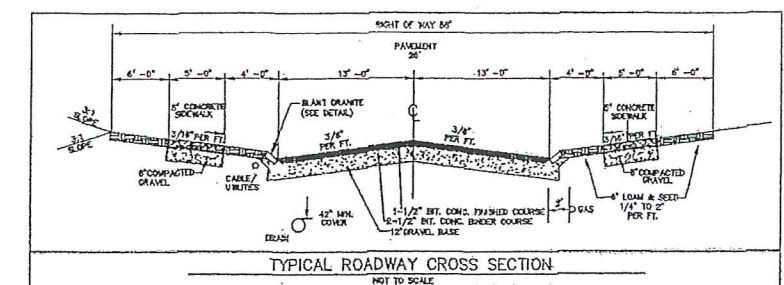 RIGHT OF WAY 56'
PAVEMENT
26'
6'-0" 5'-0" 4'-0" 13'-0" 13'-0" 4'-0" 5'-0" 6'-0"
5' CONCRETE
SIDEWALK
SLANT GRANITE
(SEE DETAIL)
5' CONCRETE
SIDEWALK
3/16" PER FT.
3/8"
PER FT.
3/8"
PER FT.
3/16" PER FT.
SLOPE
SLOPE
8" COMPACTED
GRAVEL
CABLE/
UTILITIES
42" MIN.
COVER
DRAIN
1-1/2" BIT. CONC. FINISHED COURSE
2-1/2" BIT. CONC. BINDER COURSE
12" GRAVEL BASE
GAS
8" COMPACTED
GRAVEL
6" LOAM & SEED
1/4" TO 2"
PER FT.
TYPICAL ROADWAY CROSS SECTION
NOT TO SCALE